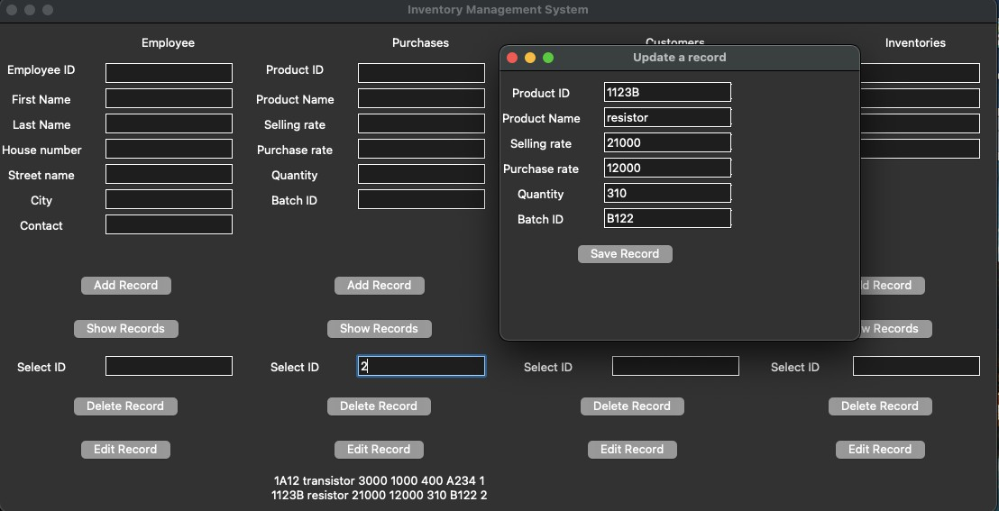 Inventory Management System
Employee
Employee ID
First Name
Last Name
House number
Street name
City
Contact
Add Record
Show Records
Select ID
Delete Record
Edit Record
Purchases
Product ID
Product Name
Selling rate
Purchase rate
Quantity
Batch ID
Add Record
Show Records
Select ID 2
Delete Record
Edit Record
1A12 transistor 3000 1000 400 A234 1
1123B resistor 21000 12000 310 B122 2
Customers
Update a record
Product ID 1123B
Product Name resistor
Selling rate 21000
Purchase rate 12000
Quantity 310
Batch ID B122
Save Record
Select ID
Delete Record
Edit Record
Inventories
d Record
w Records
Select ID
Delete Record
Edit Record